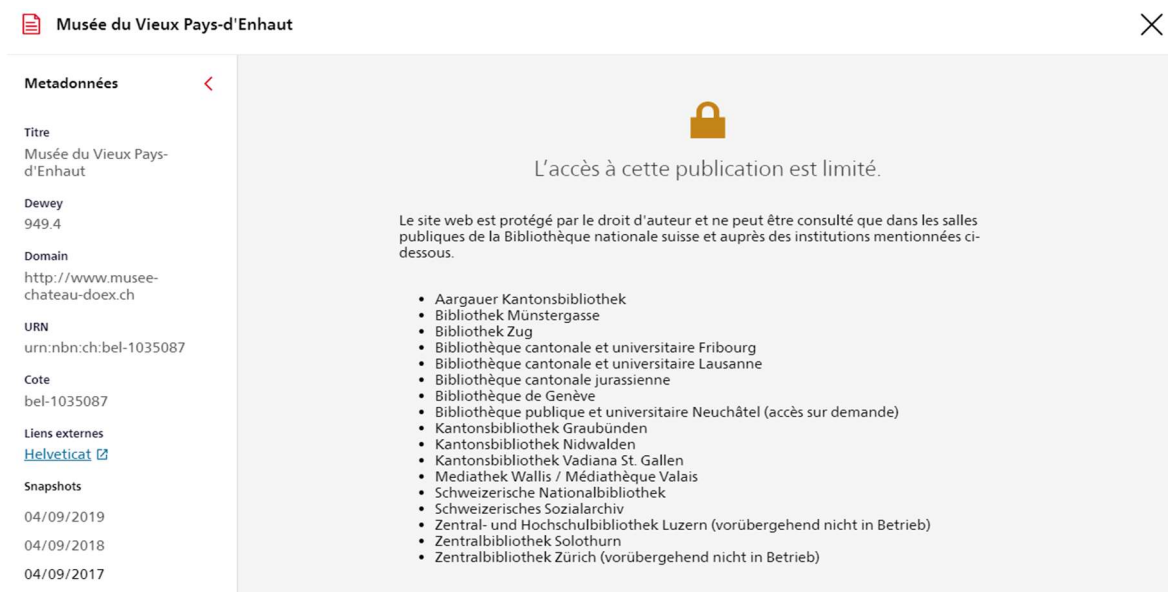 Musée du Vieux Pays-d'Enhaut
Metadonnées
Titre
Musée du Vieux Pays-
d'Enhaut
Dewey
949.4
Domain
http://www.musee-
chateau-doex.ch
URN
urn:nbn:ch:bel-1035087
Cote
bel-1035087
Liens externes
Helveticat
Snapshots
04/09/2019
04/09/2018
04/09/2017
L'accès à cette publication est limité.
Le site web est protégé par le droit d'auteur et ne peut être consulté que dans les salles
publiques de la Bibliothèque nationale suisse et auprès des institutions mentionnées ci-
dessous.
• Aargauer Kantonsbibliothek
• Bibliothek Münstergasse
• Bibliothek Zug
• Bibliothèque cantonale et universitaire Fribourg
• Bibliothèque cantonale et universitaire Lausanne
• Bibliothèque cantonale jurassienne
• Bibliothèque de Genève
• Bibliothèque publique et universitaire Neuchâtel (accès sur demande)
• Kantonsbibliothek Graubünden
• Kantonsbibliothek Nidwalden
• Kantonsbibliothek Vadiana St. Gallen
• Mediathek Wallis / Médiathèque Valais
• Schweizerische Nationalbibliothek
• Schweizerisches Sozialarchiv
• Zentral- und Hochschulbibliothek Luzern (vorübergehend nicht in Betrieb)
• Zentralbibliothek Solothurn
• Zentralbibliothek Zürich (vorübergehend nicht in Betrieb)